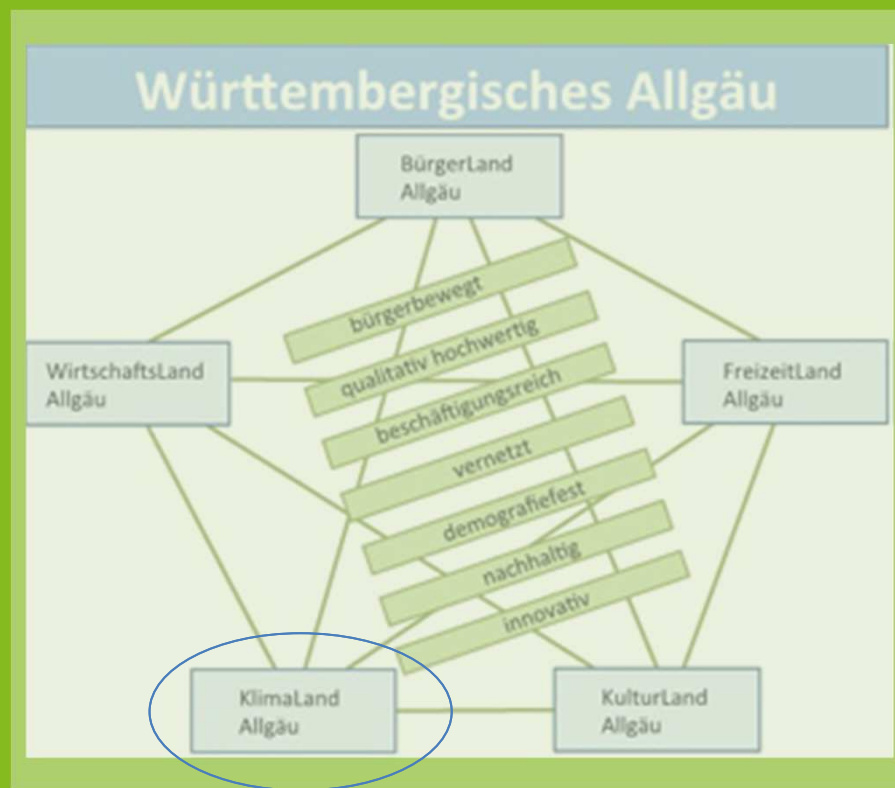 Württembergisches Allgäu
BürgerLand
Allgäu
bürgerbewegt
qualitativ hochwertig
WirtschaftsLand
Allgäu
FreizeitLand
Allgäu
beschäftigungsreich
vernetzt
demografiefest
nachhaltig
innovativ
KlimaLand
Allgäu
KulturLand
Allgäu